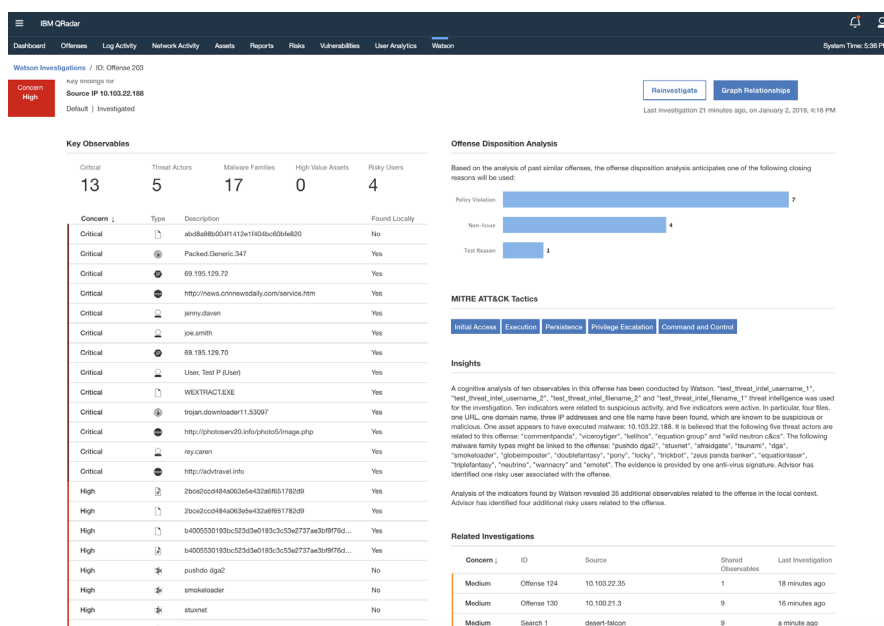 IBM QRadar
Dashboard Offenses Log Activity Network Activity Assets Reports Risks Vulnerabilities User Analytics Watson System Time: 5:36 P
Watson Investigations / ID: Offense 203
Concern
High
Key findings for
Source IP 10.103.22.188
Default | Investigated
Reinvestigate
Graph Relationships
Last investigation 21 minutes ago, on January 2, 2019, 4:16 PM
Key Observables
Critical Threat Actors Malware Families High Value Assets Risky Users
13 5 17 0 4
Concern ↓ Type Description Found Locally
Critical abd8a98b004f1412e1f404bc60bfe820 No
Critical Packed.Generic.347 Yes
Critical 69.195.129.72 Yes
Critical http://news.cnnnewsdaily.com/service.htm Yes
Critical jenny.daven Yes
Critical joe.smith Yes
Critical 69.195.129.70 Yes
Critical User, Test P (User) Yes
Critical WEXTRACT.EXE Yes
Critical trojan.downloader11.53097 Yes
Critical http://photoserv20.info/photo5/image.php Yes
Critical rey.caren Yes
Critical http://advtravel.info Yes
High 2bce2ccd484a063e5e432a6f651782d9 Yes
High 2bce2ccd484a063e5e432a6f651782d9 Yes
High b4005530193bc523d3e0193c3c53e2737ae3bf9f76d... Yes
High b4005530193bc523d3e0193c3c53e2737ae3bf9f76d... Yes
High pushdo dga2 No
High smokeloader No
High stuxnet No
Offense Disposition Analysis
Based on the analysis of past similar offenses, the offense disposition analysis anticipates one of the following closing
reasons will be used:
Policy Violation 7
Non-Issue 4
Test Reason 1
MITRE ATT&CK Tactics
Initial Access Execution Persistence Privilege Escalation Command and Control
Insights
A cognitive analysis of ten observables in this offense has been conducted by Watson. "test_threat_intel_username_1",
"test_threat_intel_username_2", "test_threat_intel_filename_2" and "test_threat_intel_filename_1" threat intelligence was used
for the investigation. Ten indicators were related to suspicious activity, and five indicators were active. In particular, four files,
one URL, one domain name, three IP addresses and one file name have been found, which are known to be suspicious or
malicious. One asset appears to have executed malware: 10.103.22.188. It is believed that the following five threat actors are
related to this offense: "commentpanda", "viceroytiger", "kelihos", "equation group" and "wild neutron c&cs". The following
malware family types might be linked to the offense: "pushdo dga2", "stuxnet", "afraidgate", "tsunami", "dga",
"smokeloader", "globeimposter", "doublefantasy", "pony", "locky", "trickbot", "zeus panda banker", "equationlaser",
"triplefantasy", "neutrino", "wannacry" and "emotet". The evidence is provided by one anti-virus signature. Advisor has
identified one risky user associated with the offense.
Analysis of the indicators found by Watson revealed 35 additional observables related to the offense in the local context.
Advisor has identified four additional risky users related to the offense.
Related Investigations
Concern ↓ ID Source Shared Observables Last Investigation
Medium Offense 124 10.103.22.35 1 18 minutes ago
Medium Offense 130 10.100.21.3 9 16 minutes ago
Medium Search 1 desert-falcon 9 a minute ago